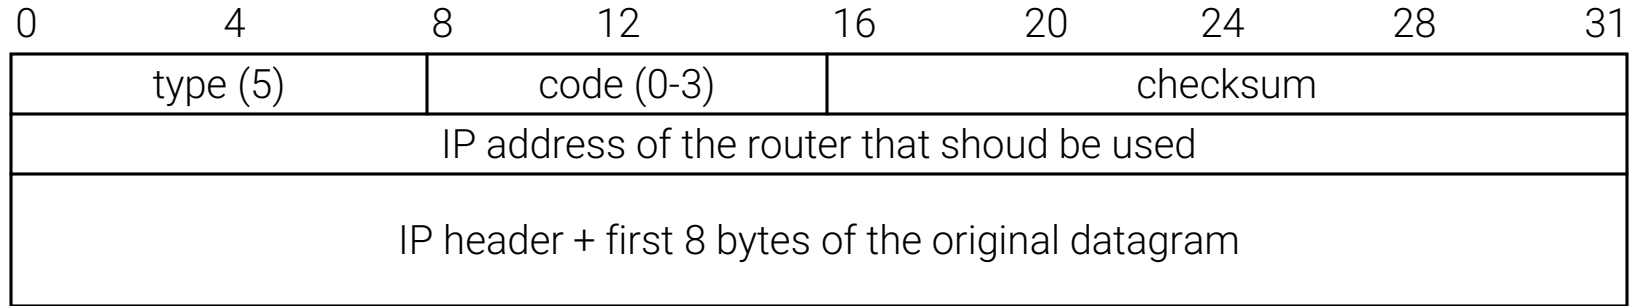 0 4 8 12 16 20 24 28 31
type (5) code (0-3) checksum
IP address of the router that shoud be used
IP header + first 8 bytes of the original datagram